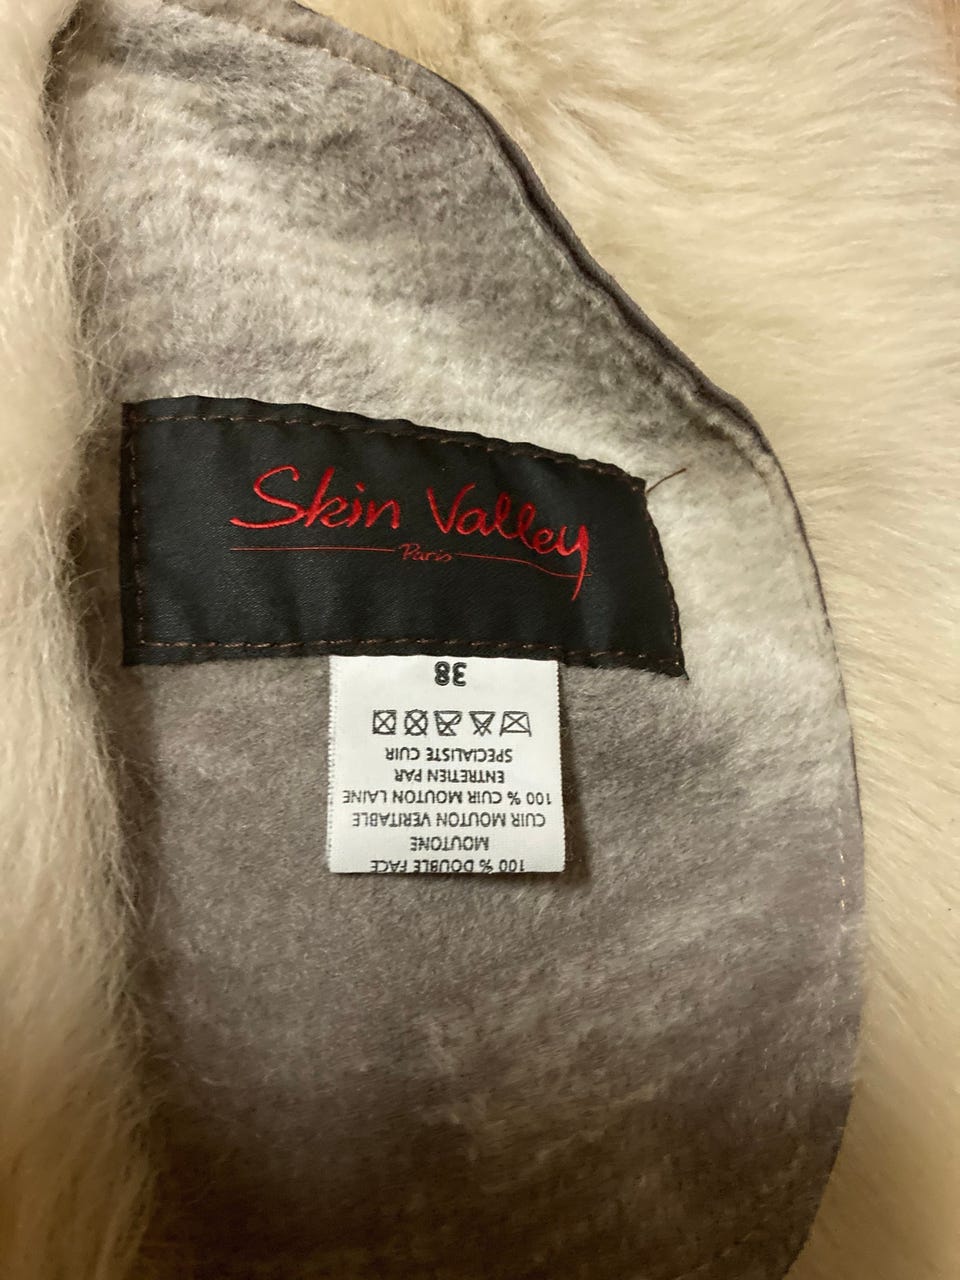 Skin Valley
Paris
100 % DOUBLE FACE
MOUTONE
CUIR MOUTON VERITABLE
100 % CUIR MOUTON LAINE
ENTRETIEN PAR
SPECIALISTE CUIR
38